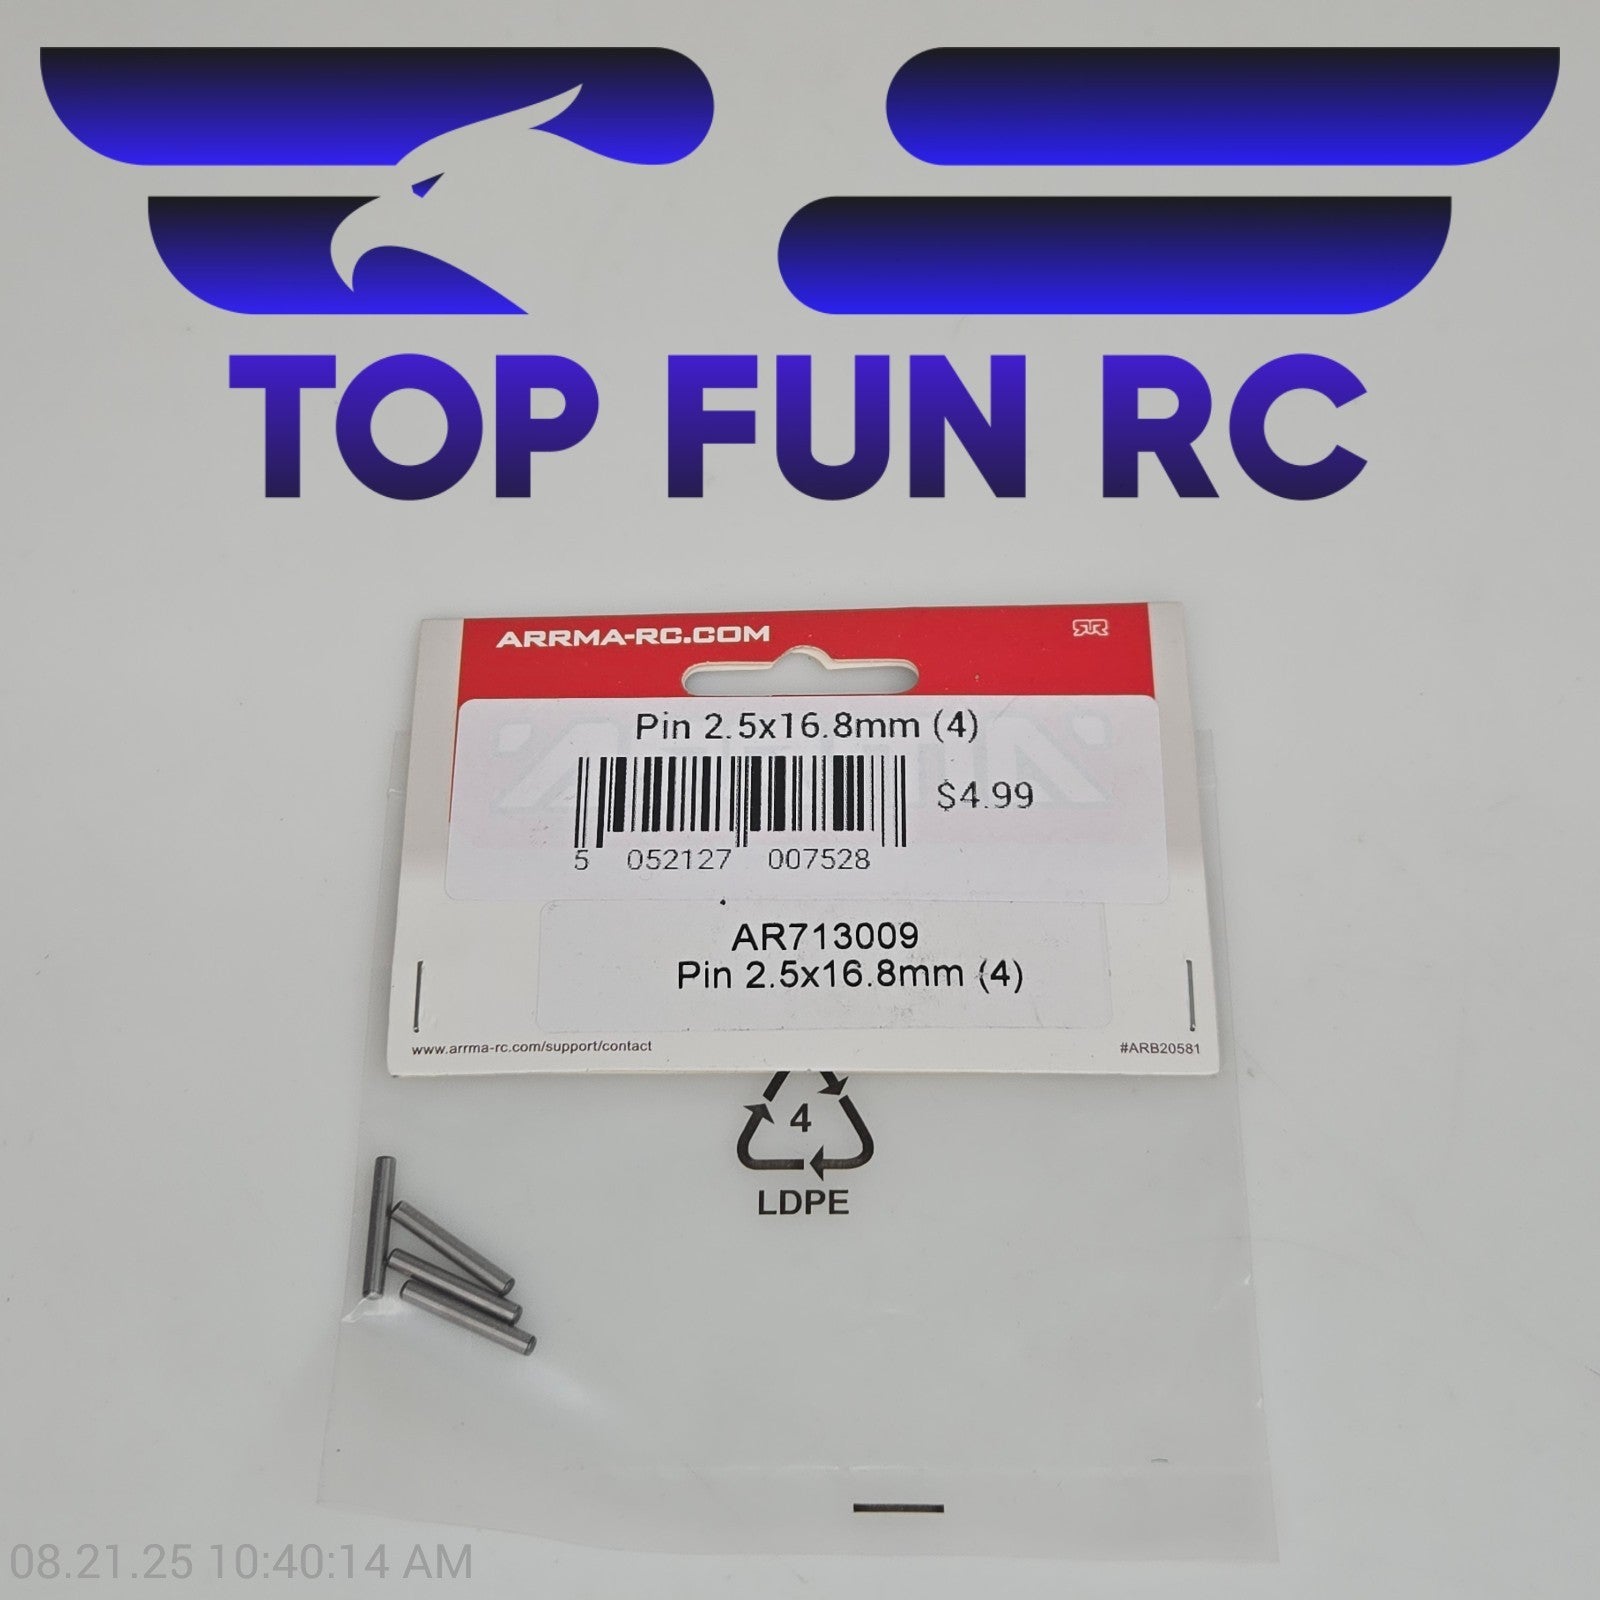 TOP FUN RC
ARRMA-RC.COM
Pin 2.5x16.8mm (4)
$4.99
5 052127 007528
AR713009
Pin 2.5x16.8mm (4)
www.arrma-rc.com/support/contact
#ARB20581
4
LDPE
08.21.25 10:40:14 AM